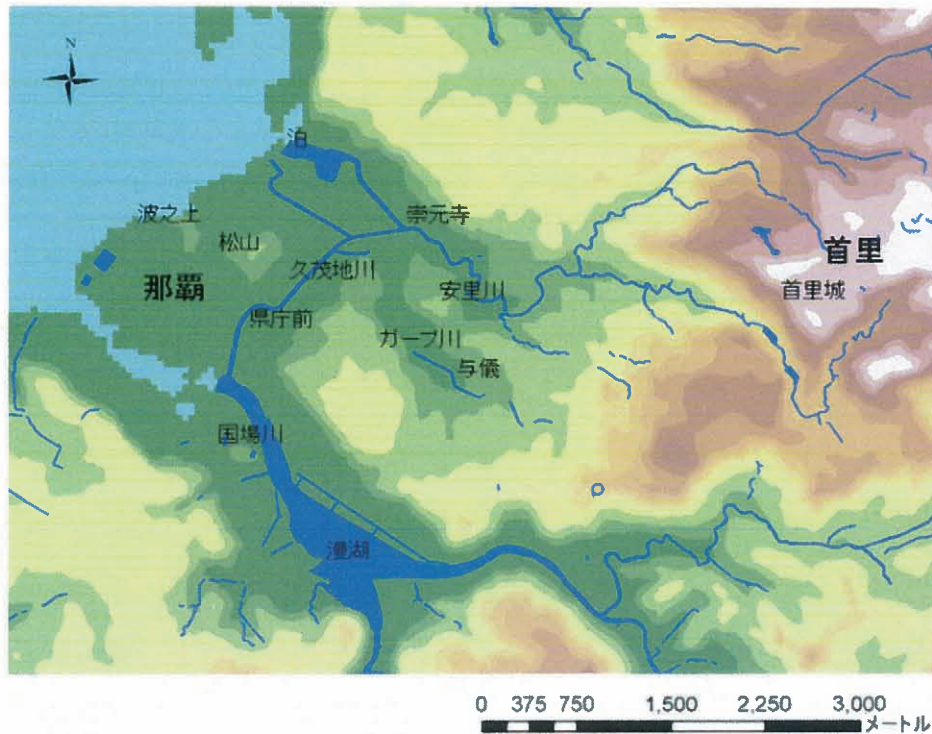 N
泊
波之上
崇元寺
松山
首里
久茂地川
那覇
安里川
首里城
県庁前
ガーブ川
与儀
国場川
漫湖
0 375 750 1,500 2,250 3,000
メートル